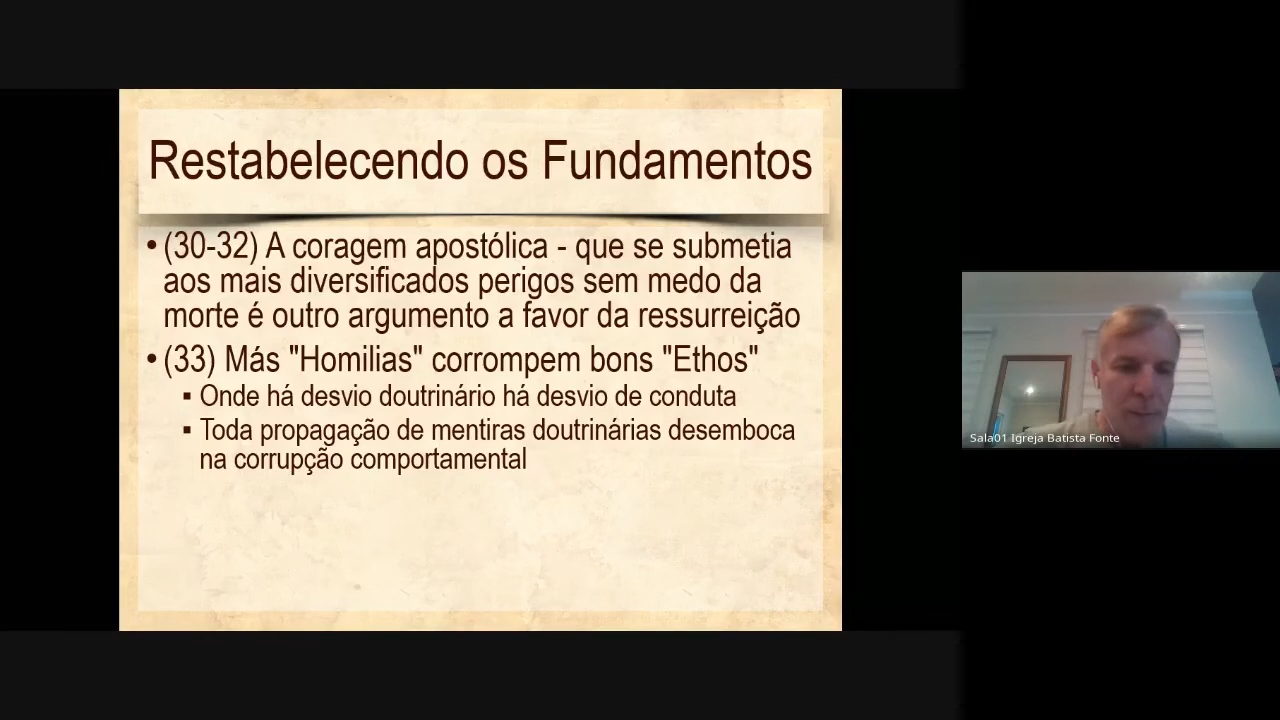 Restabelecendo os Fundamentos
• (30-32) A coragem apostólica - que se submetia
aos mais diversificados perigos sem medo da
morte é outro argumento a favor da ressurreição
• (33) Más "Homilias" corrompem bons "Ethos"
▪ Onde há desvio doutrinário há desvio de conduta
▪ Toda propagação de mentiras doutrinárias desemboca
na corrupção comportamental
Sala01 Igreja Batista Fonte